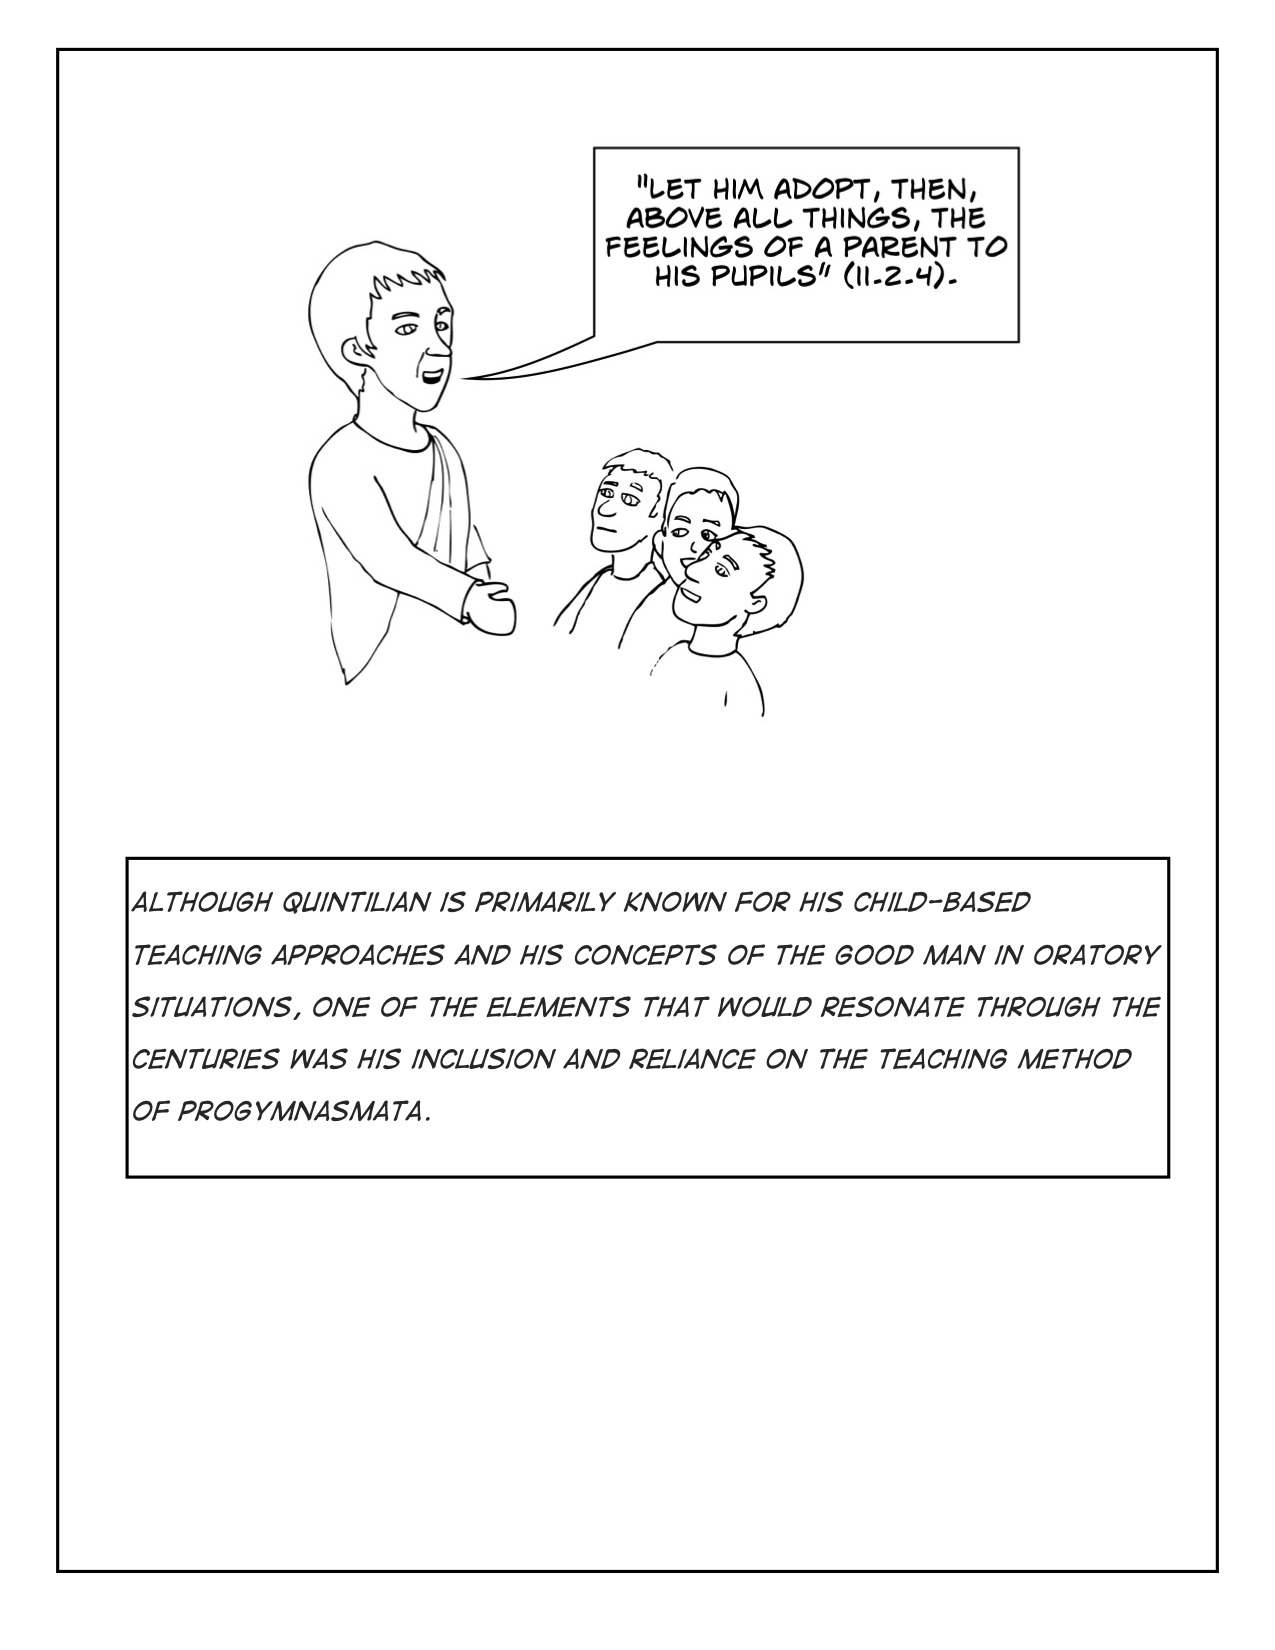 "LET HIM ADOPT, THEN,
ABOVE ALL THINGS, THE
FEELINGS OF A PARENT TO
HIS PUPILS" (II.2.4).
ALTHOUGH QUINTILIAN IS PRIMARILY KNOWN FOR HIS CHILD-BASED
TEACHING APPROACHES AND HIS CONCEPTS OF THE GOOD MAN IN ORATORY
SITUATIONS, ONE OF THE ELEMENTS THAT WOULD RESONATE THROUGH THE
CENTURIES WAS HIS INCLUSION AND RELIANCE ON THE TEACHING METHOD
OF PROGYMNASMATA.